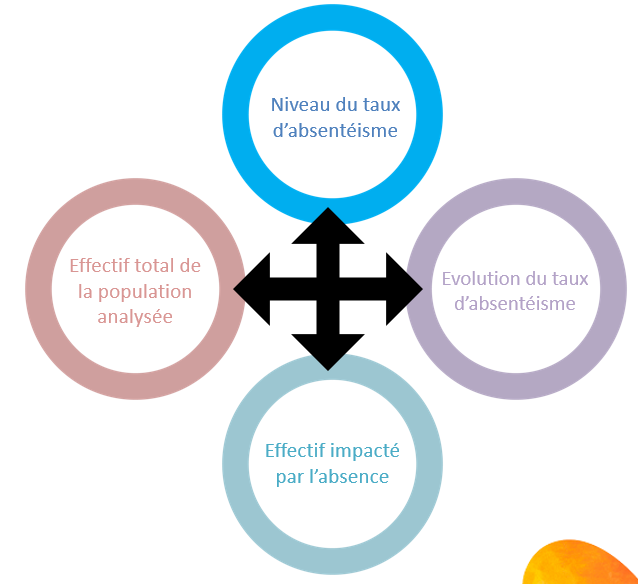 Niveau du taux
d’absentéisme
Effectif total de
la population
analysée
Evolution du taux
d’absentéisme
Effectif impacté
par l’absence